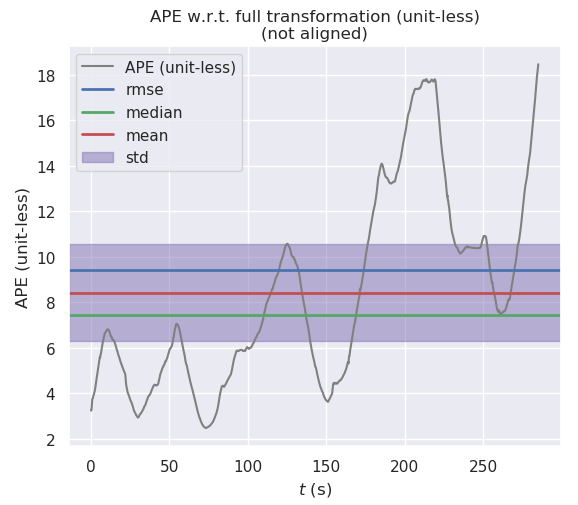 APE w.r.t. full transformation (unit-less)
(not aligned)
APE (unit-less)
rmse
median
mean
std
APE (unit-less)
18
16
14
12
10
8
6
4
2
0 50 100 150 200 250
t (s)